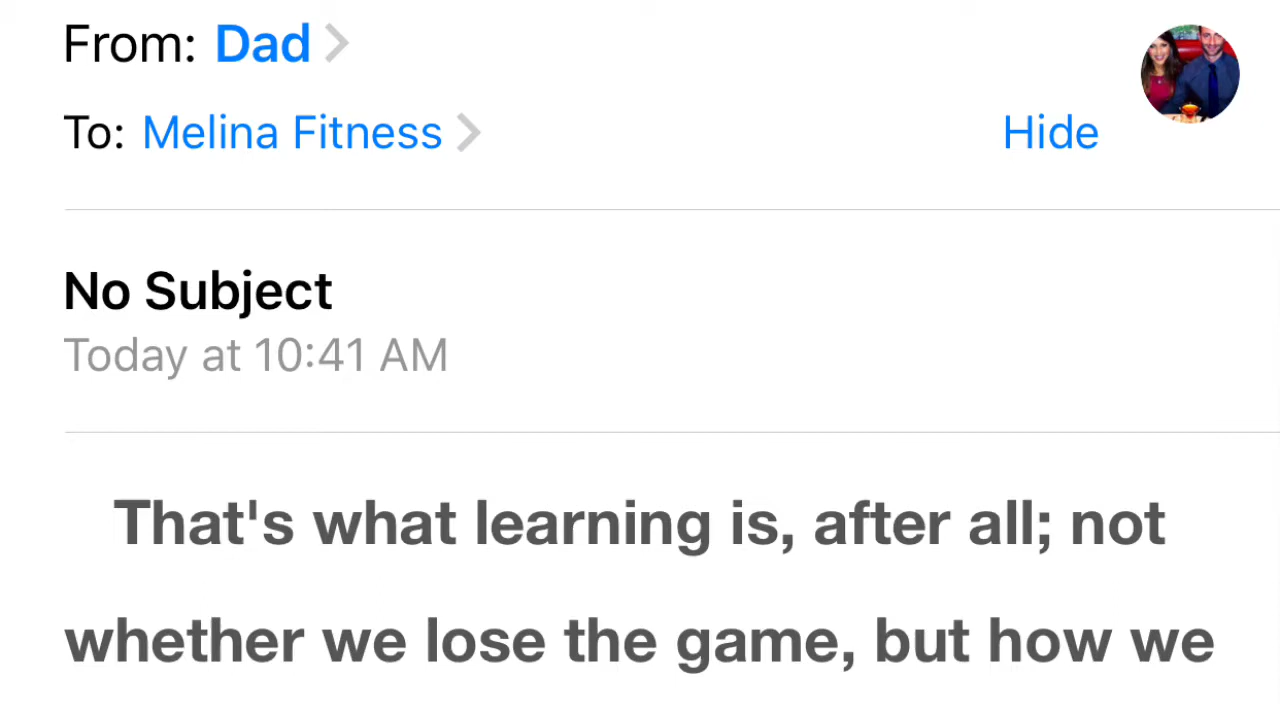 From: Dad
To: Melina Fitness
Hide
No Subject
Today at 10:41 AM
That's what learning is, after all; not
whether we lose the game, but how we